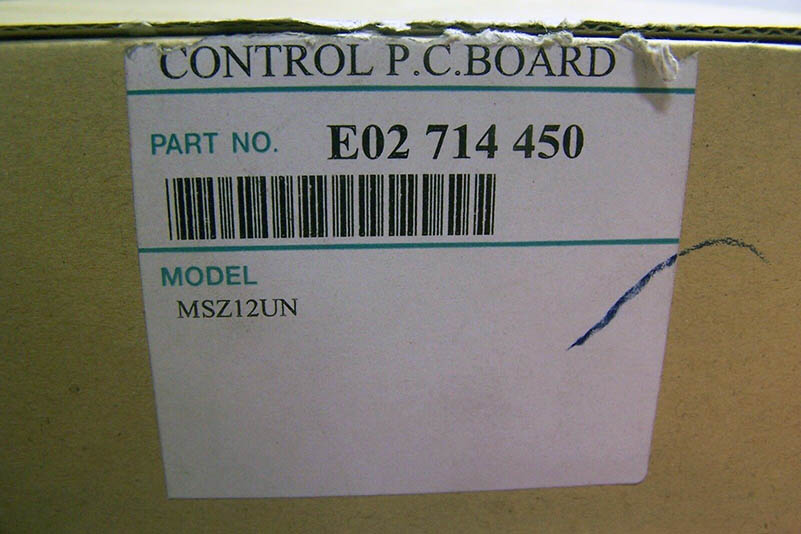 CONTROL P.C.BOARD
PART NO. E02 714 450
MODEL
MSZ12UN